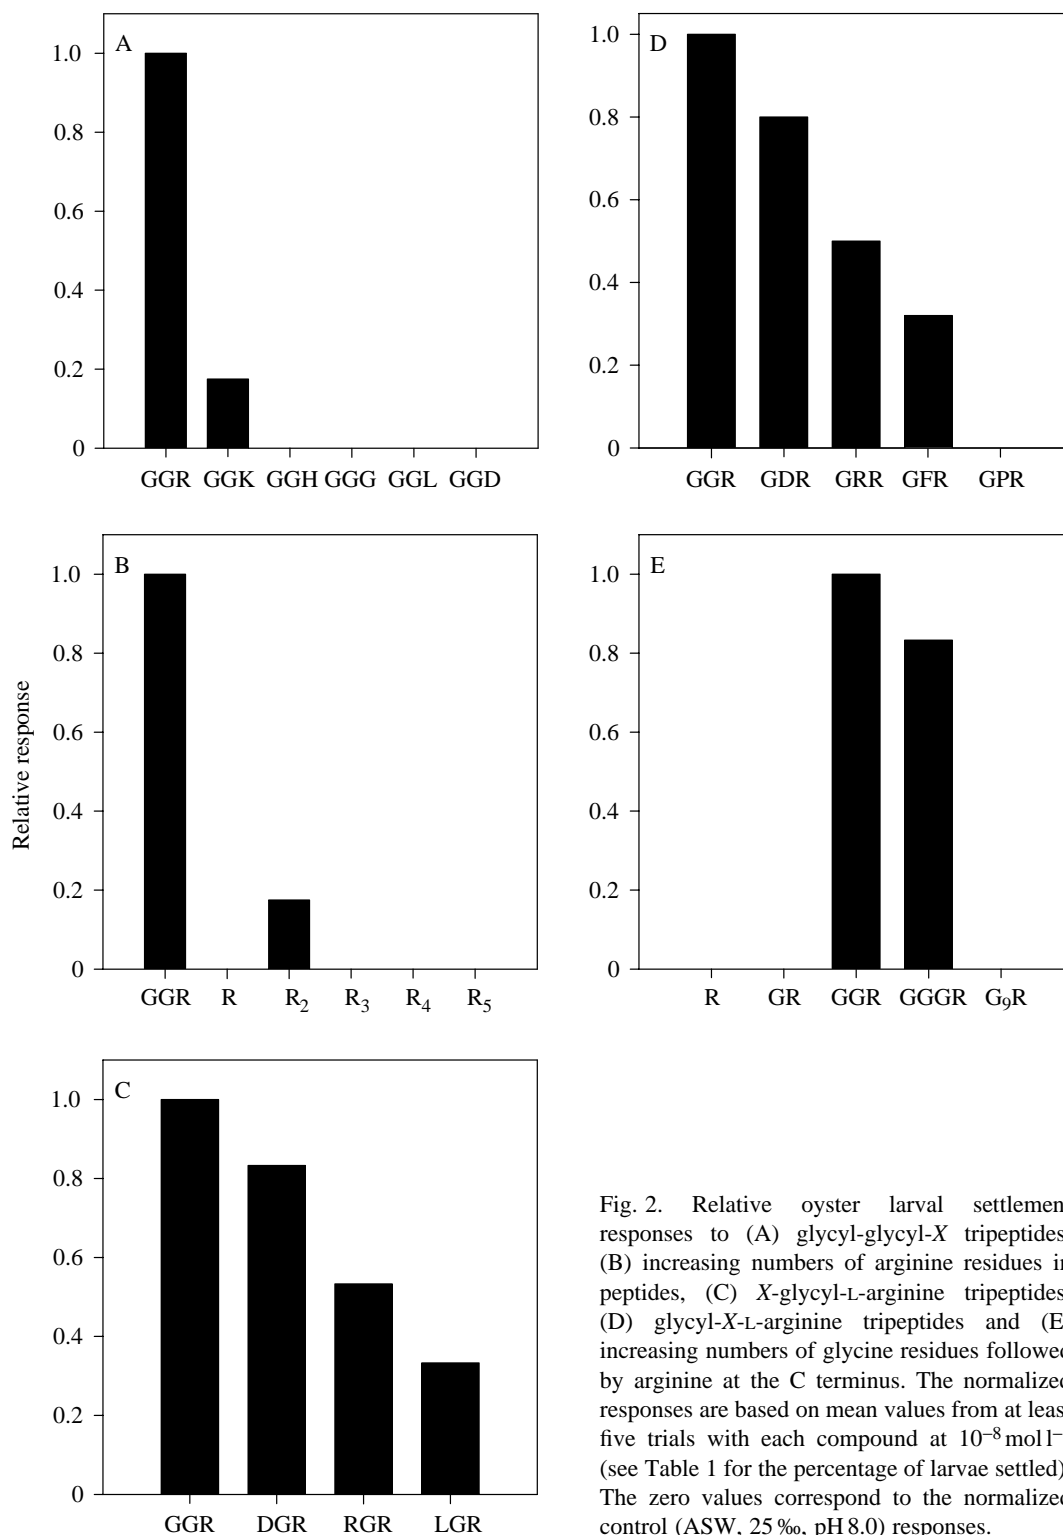 A
1.0
0.8
0.6
0.4
0.2
0
GGR GGK GGH GGG GGL GGD
D
1.0
0.8
0.6
0.4
0.2
0
GGR GDR GRR GFR GPR
B
1.0
0.8
0.6
0.4
0.2
0
GGR R R2 R3 R4 R5
Relative response
E
1.0
0.8
0.6
0.4
0.2
0
R GR GGR GGGR G9R
C
1.0
0.8
0.6
0.4
0.2
0
GGR DGR RGR LGR
Fig. 2. Relative oyster larval settlemen
responses to (A) glycyl-glycyl-X tripeptides
(B) increasing numbers of arginine residues in
peptides, (C) X-glycyl-L-arginine tripeptides
(D) glycyl-X-L-arginine tripeptides and (E
increasing numbers of glycine residues followed
by arginine at the C terminus. The normalized
responses are based on mean values from at leas
five trials with each compound at 10–8 mol l–
(see Table 1 for the percentage of larvae settled)
The zero values correspond to the normalized
control (ASW, 25 ‰, pH 8.0) responses.